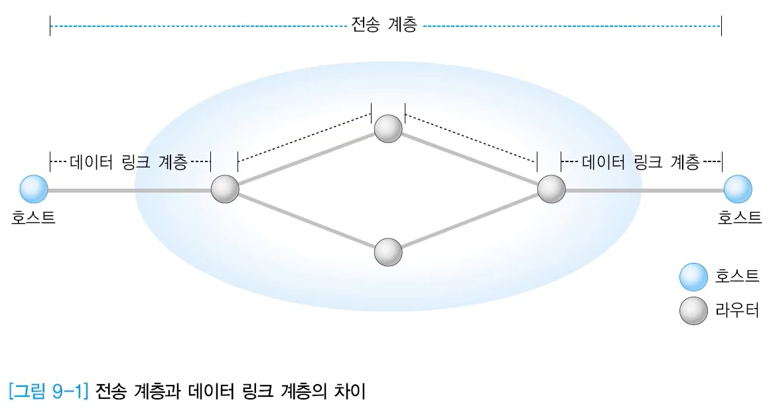 전송 계층
데이터 링크 계층
데이터 링크 계층
호스트
호스트
호스트
라우터
[그림 9-1] 전송 계층과 데이터 링크 계층의 차이